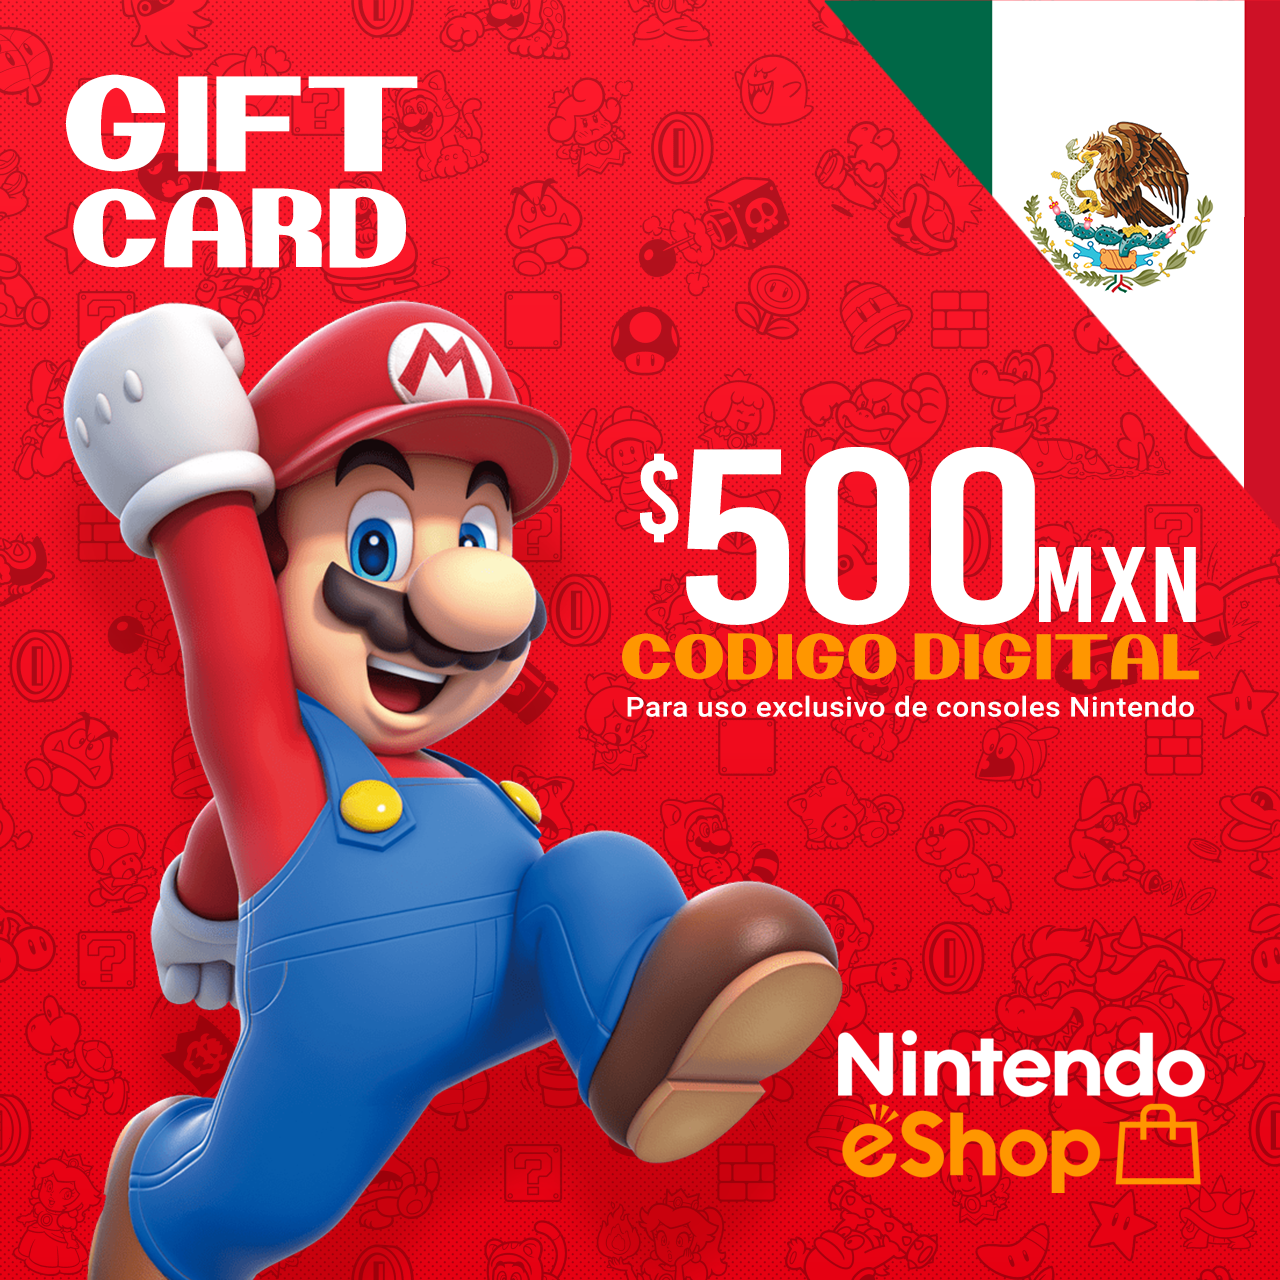 GIFT
CARD
M
$500MXN
CODIGO DIGITAL
Para uso exclusivo de consoles Nintendo
Nintendo
eShop